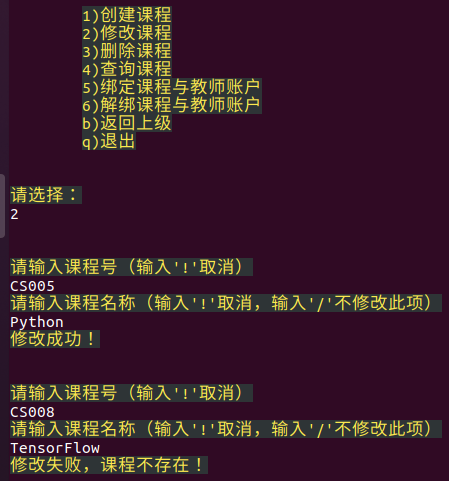 1)创建课程
2)修改课程
3)删除课程
4)查询课程
5)绑定课程与教师账户
6)解绑课程与教师账户
b)返回上级
q)退出
请选择：
2
请输入课程号（输入'!'取消）
CS005
请输入课程名称（输入'!'取消，输入'/'不修改此项）
Python
修改成功！
请输入课程号（输入'!'取消）
CS008
请输入课程名称（输入'!'取消，输入'/'不修改此项）
TensorFlow
修改失败，课程不存在！